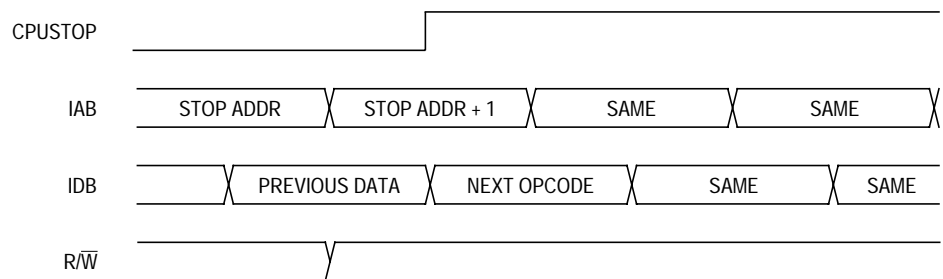 CPUSTOP
IAB STOP ADDR STOP ADDR + 1 SAME SAME
IDB PREVIOUS DATA NEXT OPCODE SAME SAME
R/W̅